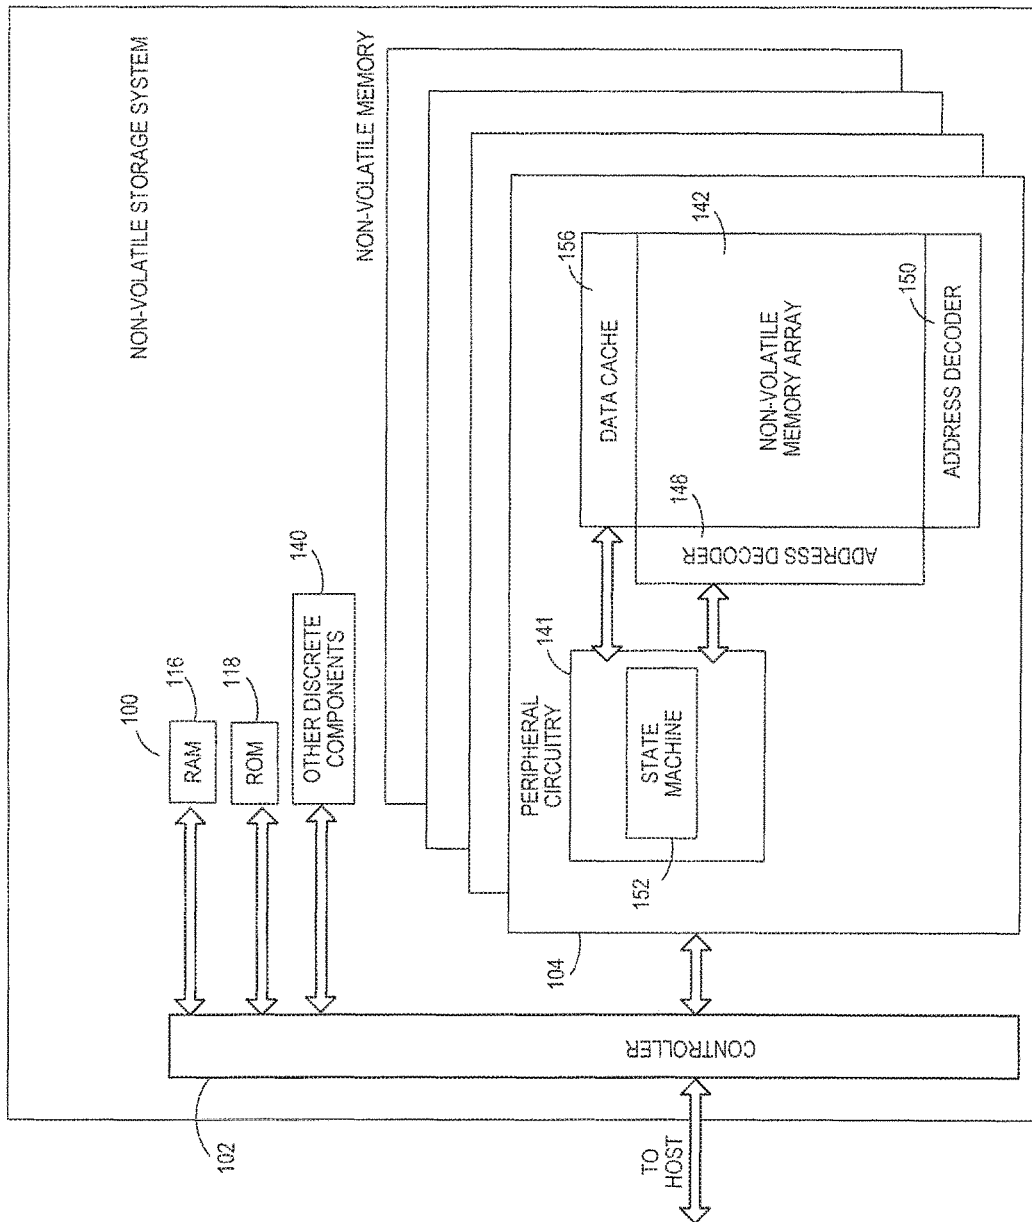 NON-VOLATILE STORAGE SYSTEM
100
RAM
116
ROM
118
OTHER DISCRETE
COMPONENTS
140
NON-VOLATILE MEMORY
102
CONTROLLER
TO
HOST
104
PERIPHERAL
CIRCUITRY
141
STATE
MACHINE
152
DATA CACHE
156
ADDRESS DECODER
148
NON-VOLATILE
MEMORY ARRAY
142
ADDRESS DECODER
150